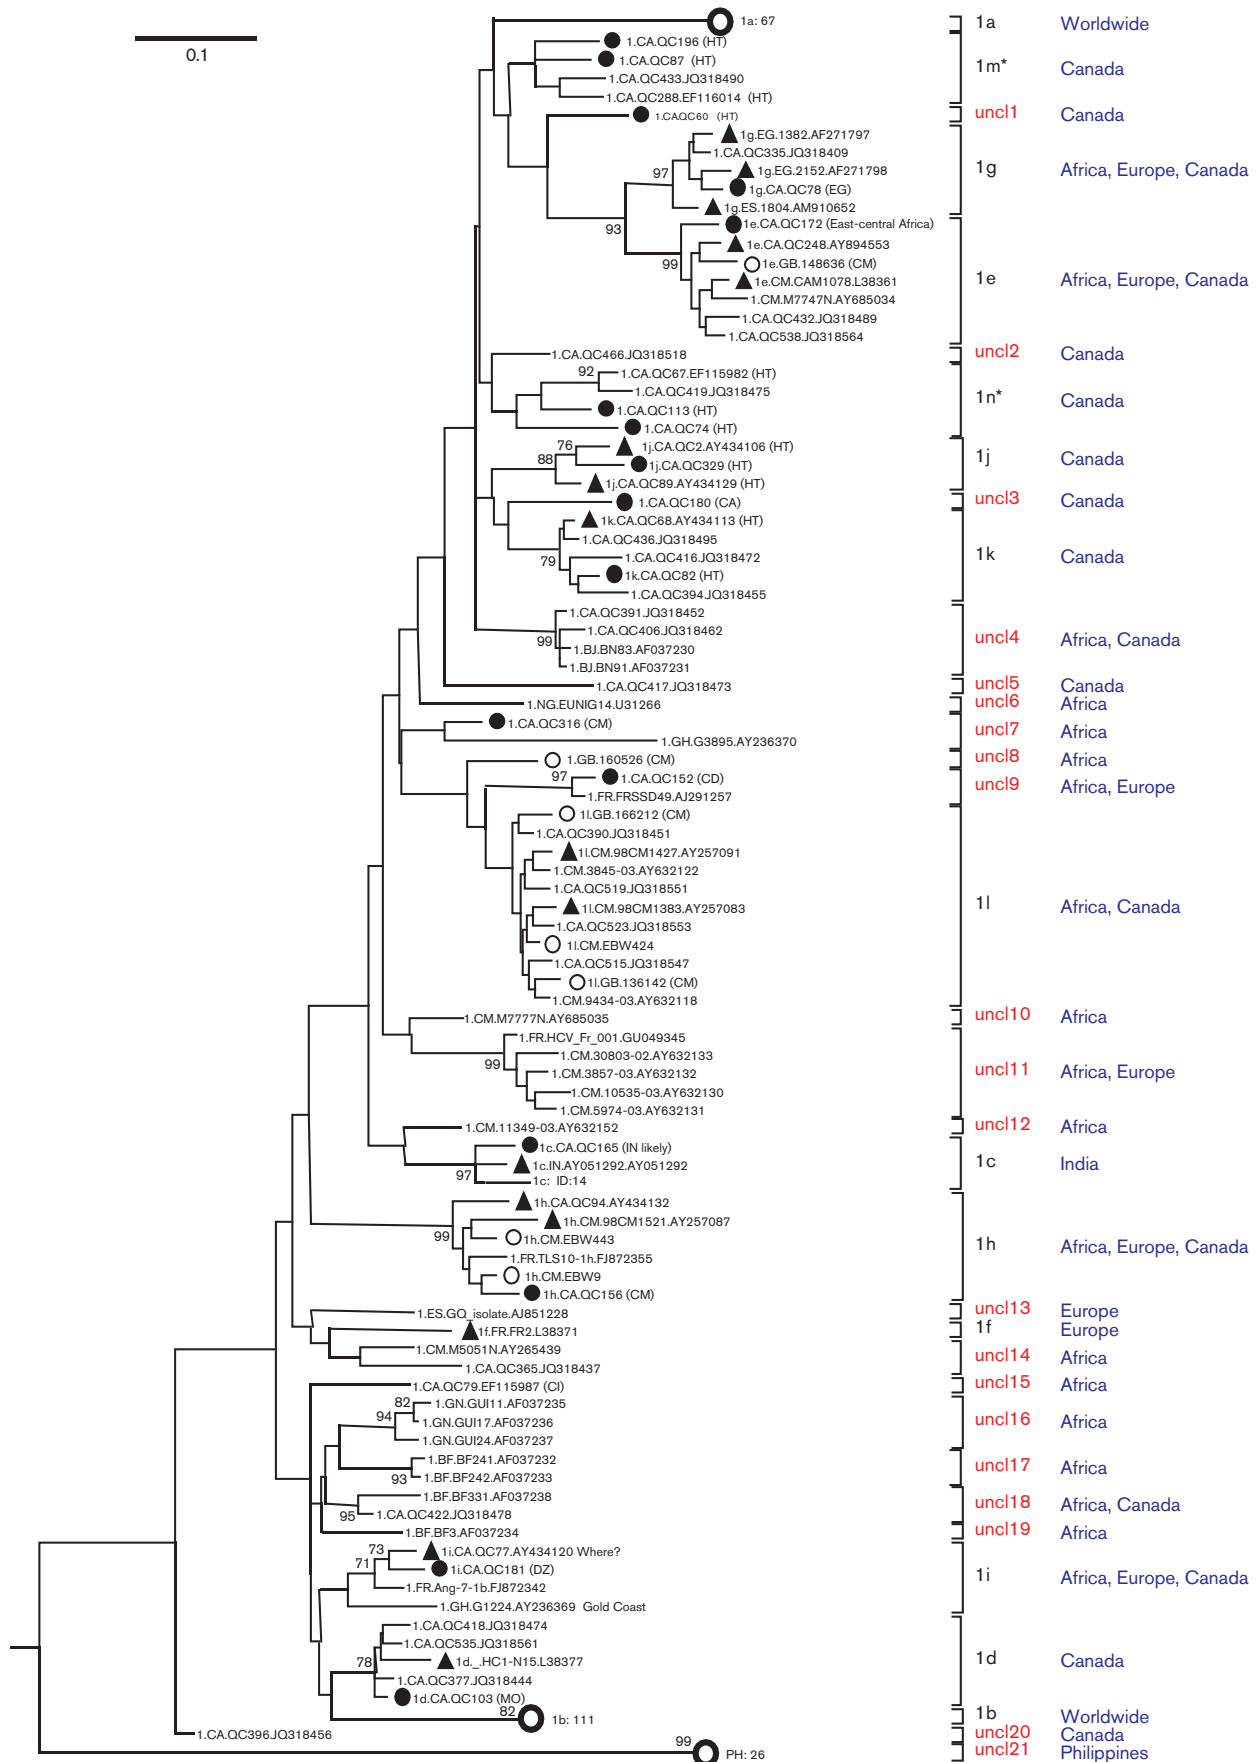 0.1
1a: 67 1a Worldwide
1.CA.QC196 (HT)
1.CA.QC87 (HT) 1m* Canada
1.CA.QC433.JQ318490
1.CA.QC288.EF116014 (HT)
1.CA.QC60 (HT) uncl1 Canada
1g.EG.1382.AF271797
1.CA.QC335.JQ318409
97 1g.EG.2152.AF271798 1g Africa, Europe, Canada
1g.CA.QC78 (EG)
1g.ES.1804.AM910652
93 1e.CA.QC172 (East-central Africa)
1e.CA.QC248.AY894553
99 1e.GB.148636 (CM)
1e.CM.CAM1078.L38361 1e Africa, Europe, Canada
1.CM.M7747N.AY685034
1.CA.QC432.JQ318489
1.CA.QC538.JQ318564
1.CA.QC466.JQ318518 uncl2 Canada
92 1.CA.QC67.EF115982 (HT)
1.CA.QC419.JQ318475 1n* Canada
1.CA.QC113 (HT)
1.CA.QC74 (HT)
76 1j.CA.QC2.AY434106 (HT)
88 1j.CA.QC329 (HT) 1j Canada
1j.CA.QC89.AY434129 (HT)
1.CA.QC180 (CA) uncl3 Canada
1k.CA.QC68.AY434113 (HT)
1.CA.QC436.JQ318495
79 1.CA.QC416.JQ318472 1k Canada
1k.CA.QC82 (HT)
1.CA.QC394.JQ318455
1.CA.QC391.JQ318452
1.CA.QC406.JQ318462
99 1.BJ.BN83.AF037230 uncl4 Africa, Canada
1.BJ.BN91.AF037231
1.CA.QC417.JQ318473 uncl5 Canada
1.NG.EUNIG14.U31266 uncl6 Africa
1.CA.QC316 (CM)
1.GH.G3895.AY236370 uncl7 Africa
1.GB.160526 (CM) uncl8 Africa
97 1.CA.QC152 (CD) uncl9 Africa, Europe
1.FR.FRSSD49.AJ291257
1l.GB.166212 (CM)
1.CA.QC390.JQ318451
1l.CM.98CM1427.AY257091
1.CM.3845-03.AY632122
1.CA.QC519.JQ318551
1l.CM.98CM1383.AY257083 1l Africa, Canada
1.CA.QC523.JQ318553
1l.CM.EBW424
1.CA.QC515.JQ318547
1l.GB.136142 (CM)
1.CM.9434-03.AY632118
1.CM.M7777N.AY685035 uncl10 Africa
1.FR.HCV_Fr_001.GU049345
99 1.CM.30803-02.AY632133
1.CM.3857-03.AY632132 uncl11 Africa, Europe
1.CM.10535-03.AY632130
1.CM.5974-03.AY632131
1.CM.11349-03.AY632152 uncl12 Africa
1c.CA.QC165 (IN likely)
97 1c.IN.AY051292.AY051292 1c India
1c: ID:14
1h.CA.QC94.AY434132
1h.CM.98CM1521.AY257087
99 1h.CM.EBW443 1h Africa, Europe, Canada
1.FR.TLS10-1h.FJ872355
1h.CM.EBW9
1h.CA.QC156 (CM)
1.ES.GQ_isolate.AJ851228 uncl13 Europe
1f.FR.FR2.L38371 1f Europe
1.CM.M5051N.AY265439 uncl14 Africa
1.CA.QC365.JQ318437
1.CA.QC79.EF115987 (CI) uncl15 Africa
82 1.GN.GUI11.AF037235
94 1.GN.GUI17.AF037236 uncl16 Africa
1.GN.GUI24.AF037237
1.BF.BF241.AF037232 uncl17 Africa
93 1.BF.BF242.AF037233
1.BF.BF331.AF037238 uncl18 Africa, Canada
95 1.CA.QC422.JQ318478
1.BF.BF3.AF037234 uncl19 Africa
73 1i.CA.QC77.AY434120 Where?
71 1i.CA.QC181 (DZ) 1i Africa, Europe, Canada
1.FR.Ang-7-1b.FJ872342
1.GH.G1224.AY236369 Gold Coast
1.CA.QC418.JQ318474
1.CA.QC535.JQ318561
78 1d._.HC1-N15.L38377 1d Canada
1.CA.QC377.JQ318444
1d.CA.QC103 (MO)
82 1b: 111 1b Worldwide
1.CA.QC396.JQ318456 uncl20 Canada
99 PH: 26 uncl21 Philippines